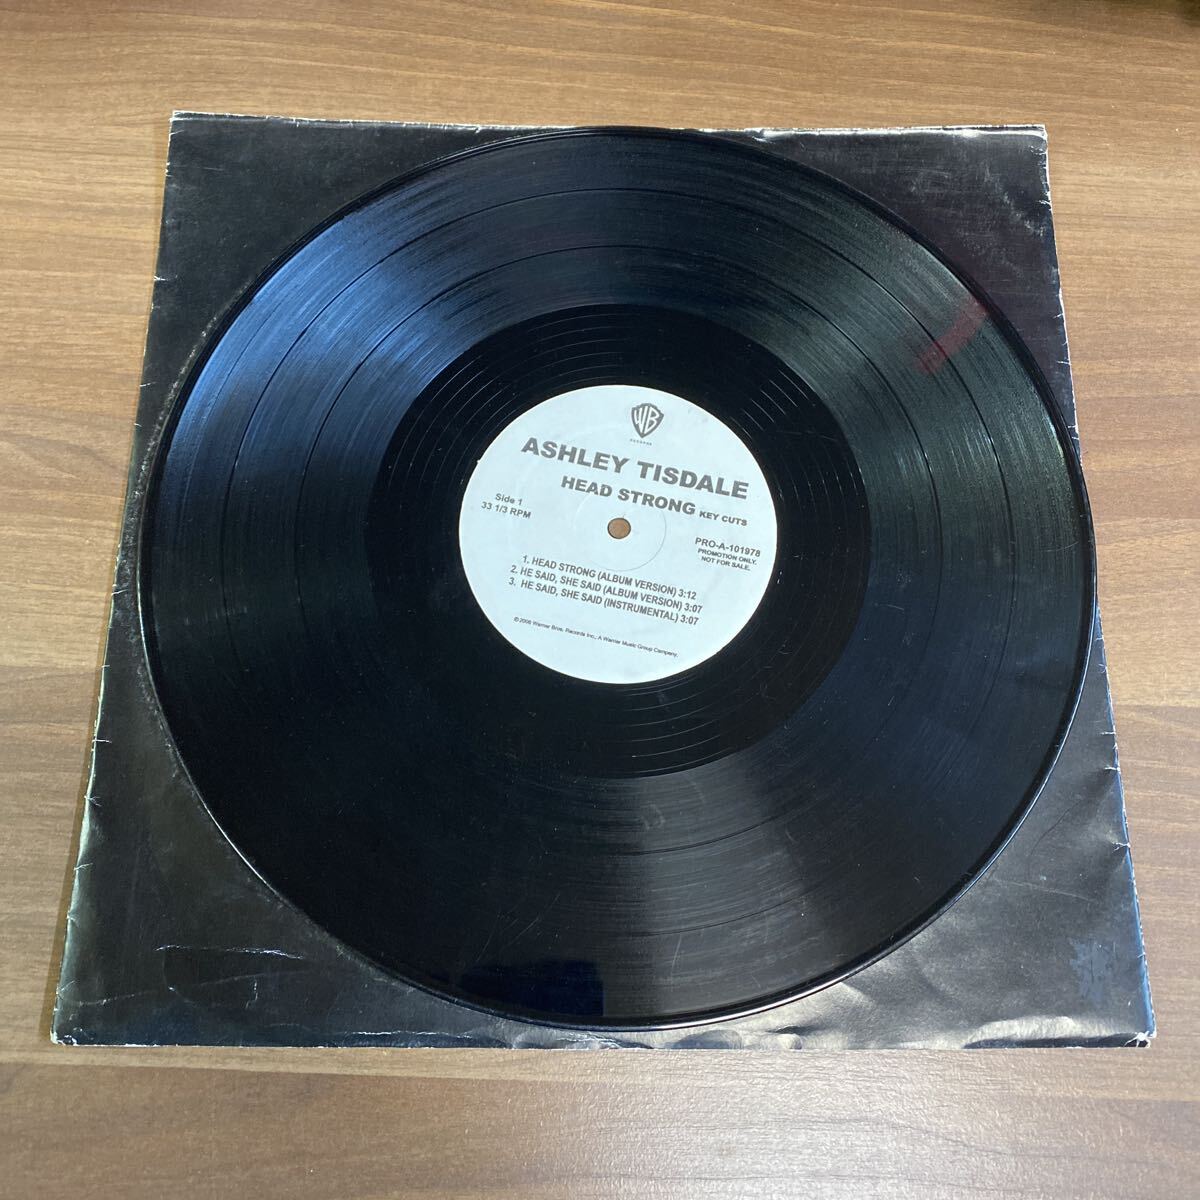 WB
RECORDS
ASHLEY TISDALE
HEAD STRONG KEY CUTS
Side 1
33 1/3 RPM
PRO-A-101978
PROMOTION ONLY.
NOT FOR SALE.
1. HEAD STRONG (ALBUM VERSION) 3:12
2. HE SAID, SHE SAID (ALBUM VERSION) 3:07
3. HE SAID, SHE SAID (INSTRUMENTAL) 3:07
℗2006 Warner Bros. Records Inc., A Warner Music Group Company.